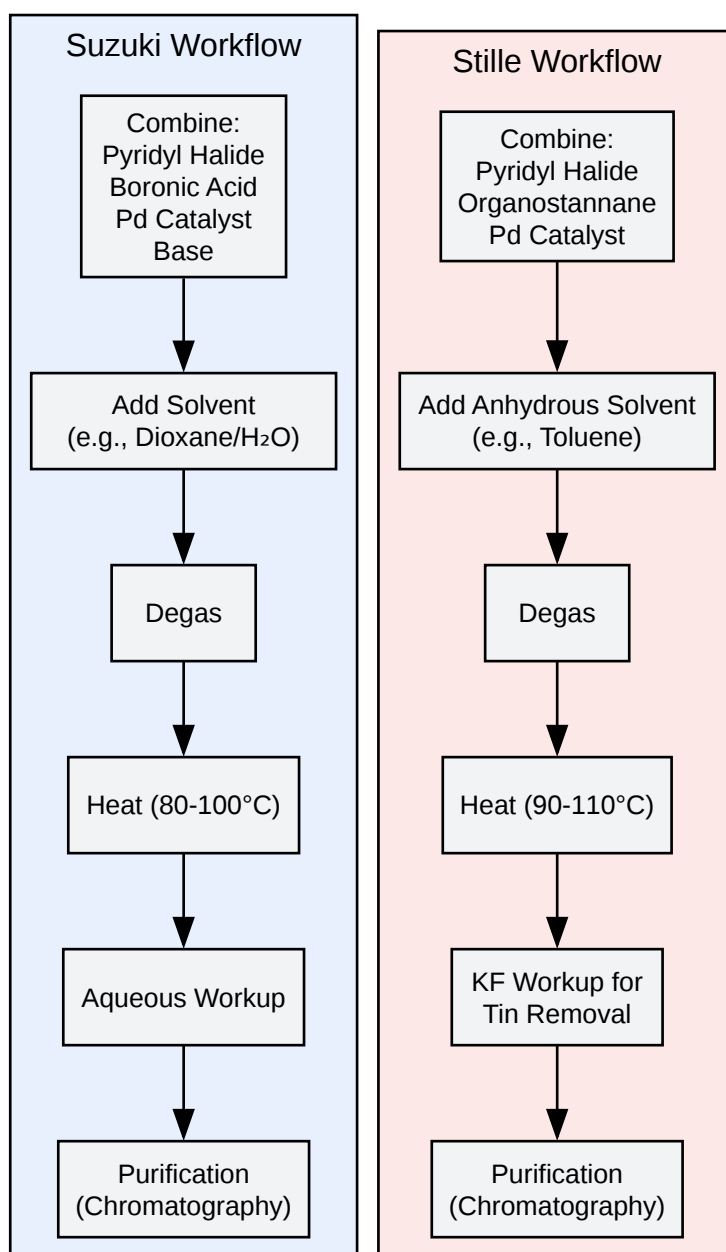 Suzuki Workflow
Combine:
Pyridyl Halide
Boronic Acid
Pd Catalyst
Base
Add Solvent
(e.g., Dioxane/H₂O)
Degas
Heat (80-100°C)
Aqueous Workup
Purification
(Chromatography)
Stille Workflow
Combine:
Pyridyl Halide
Organostannane
Pd Catalyst
Add Anhydrous Solvent
(e.g., Toluene)
Degas
Heat (90-110°C)
KF Workup for
Tin Removal
Purification
(Chromatography)